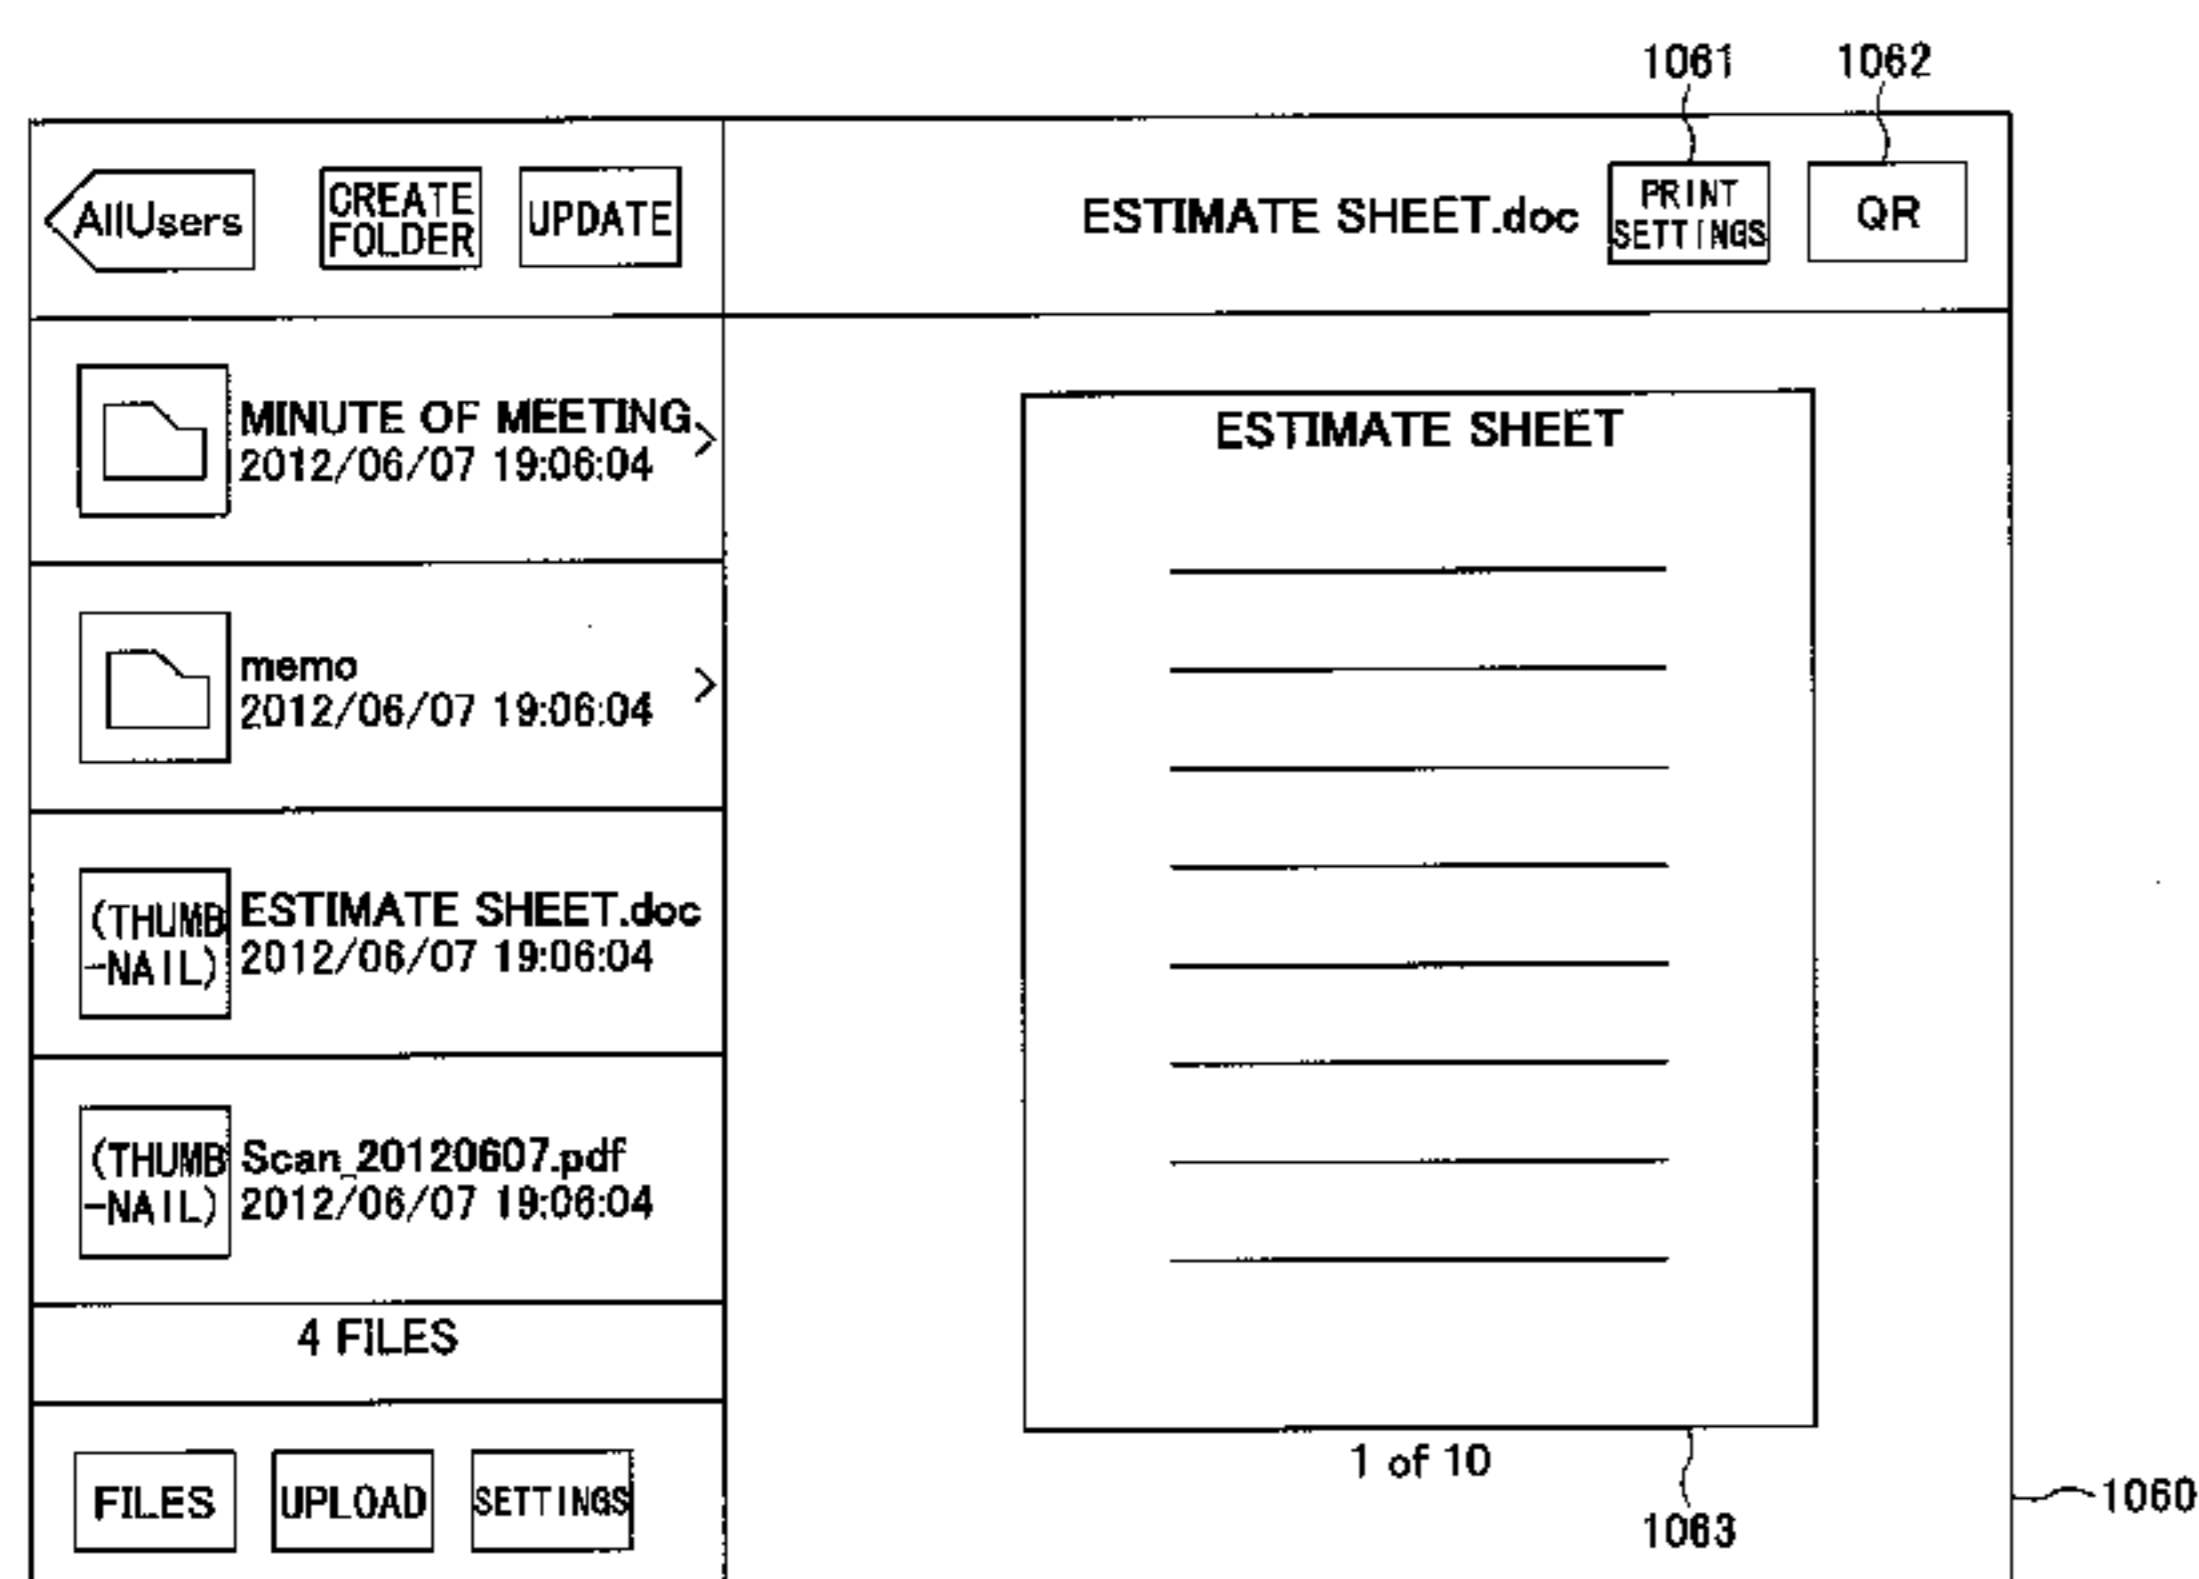 1061 1062
AllUsers
CREATE
FOLDER
UPDATE
ESTIMATE SHEET.doc
PRINT
SETTINGS
QR
MINUTE OF MEETING
2012/06/07 19:06:04
memo
2012/06/07 19:06:04
(THUMB
-NAIL)
ESTIMATE SHEET.doc
2012/06/07 19:06:04
(THUMB
-NAIL)
Scan_20120607.pdf
2012/06/07 19:06:04
4 FILES
FILES
UPLOAD
SETTINGS
ESTIMATE SHEET
1 of 10
1063
1060